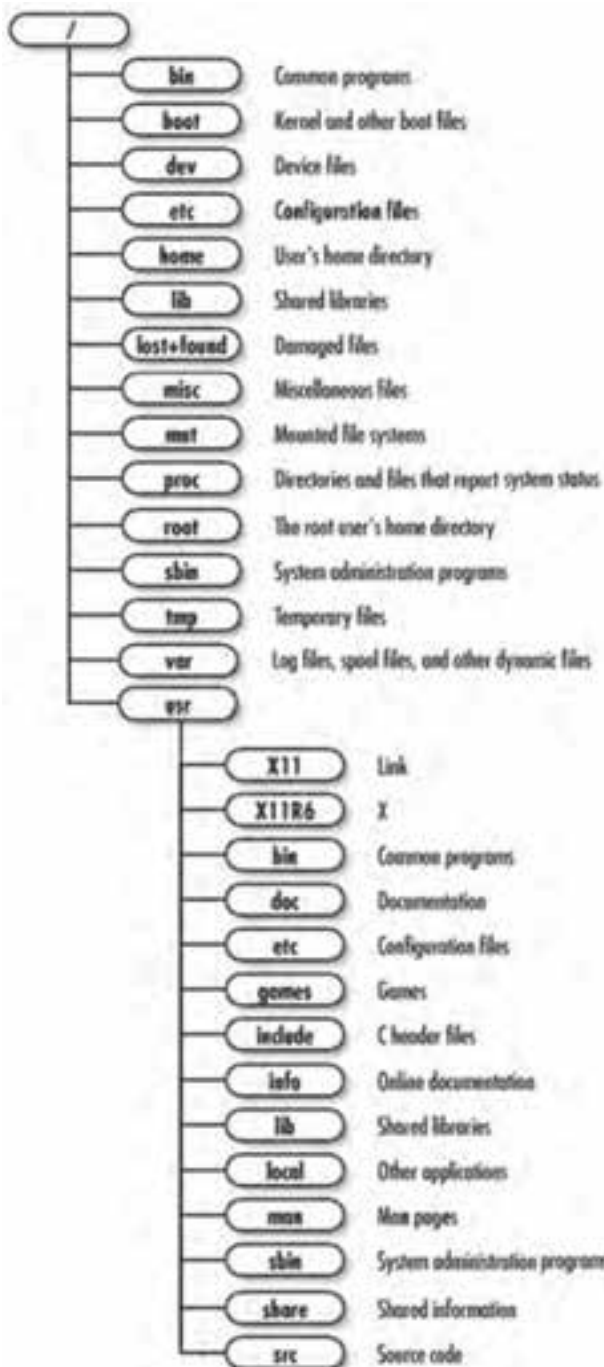 /
bin Common programs
boot Kernel and other boot files
dev Device files
etc Configuration files
home User's home directory
lib Shared libraries
lost+found Damaged files
misc Miscellaneous files
mnt Mounted file systems
proc Directories and files that report system status
root The root user's home directory
sbin System administration programs
tmp Temporary files
var Log files, spool files, and other dynamic files
usr
X11 Link
X11R6 X
bin Common programs
doc Documentation
etc Configuration files
games Games
include C header files
info Online documentation
lib Shared libraries
local Other applications
man Man pages
sbin System administration programs
share Shared information
src Source code